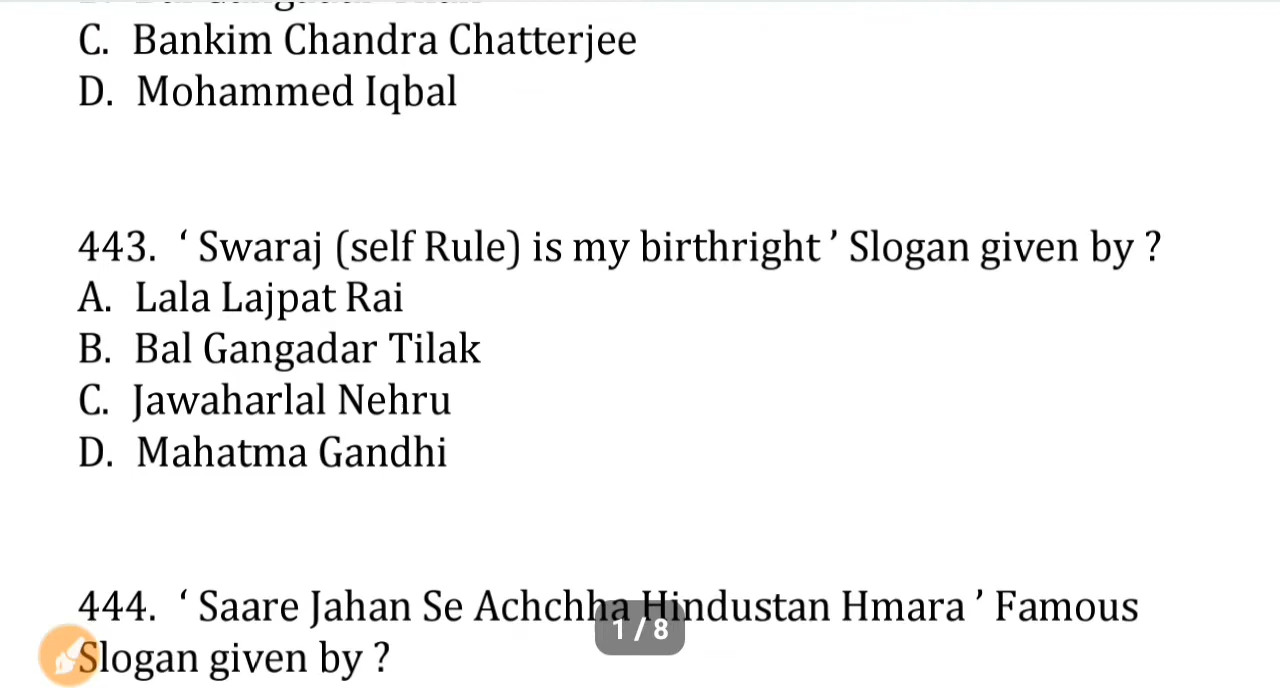 C. Bankim Chandra Chatterjee
D. Mohammed Iqbal
443. ‘ Swaraj (self Rule) is my birthright ’ Slogan given by ?
A. Lala Lajpat Rai
B. Bal Gangadar Tilak
C. Jawaharlal Nehru
D. Mahatma Gandhi
444. ‘ Saare Jahan Se Achchha Hindustan Hmara ’ Famous
1 / 8
Slogan given by ?